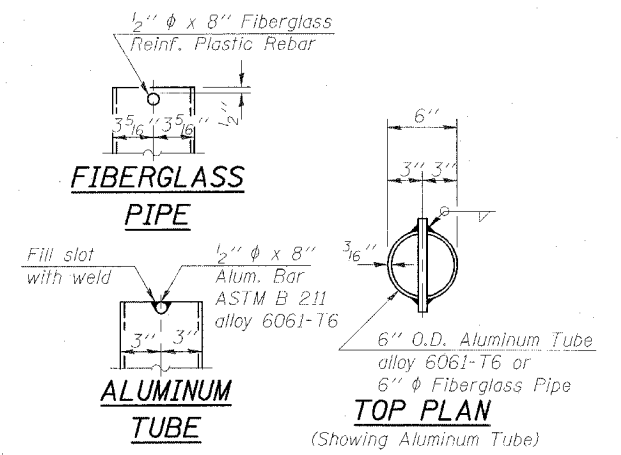 1/2" ϕ x 8" Fiberglass
Reinf. Plastic Rebar
3 5/16" 3 5/16"
1/2"
FIBERGLASS
PIPE
6"
3" 3"
3/16"
Fill slot
with weld
1/2" ϕ x 8"
Alum. Bar
ASTM B 211
alloy 6061-T6
3" 3"
ALUMINUM
TUBE
6" O.D. Aluminum Tube
alloy 6061-T6 or
6" ϕ Fiberglass Pipe
TOP PLAN
(Showing Aluminum Tube)